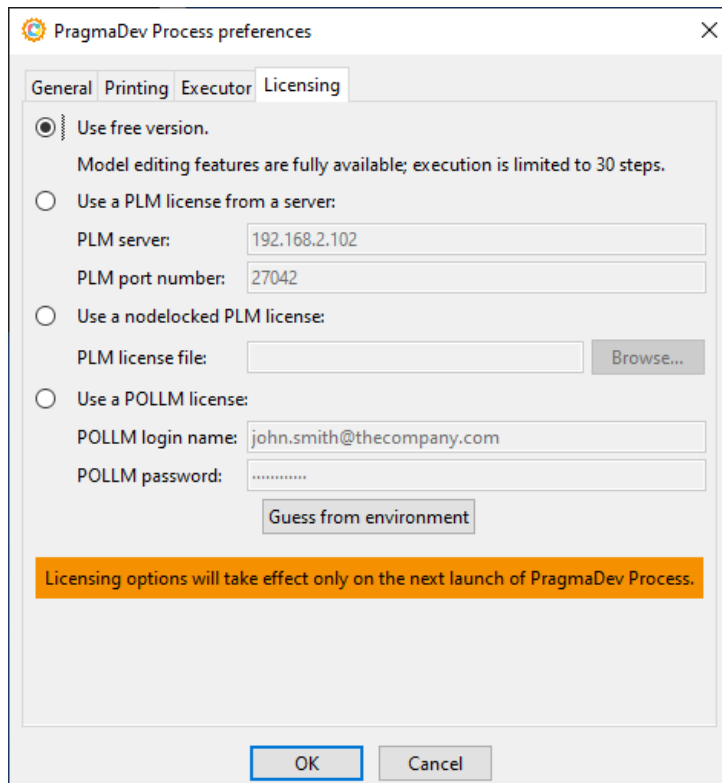 PragmaDev Process preferences
General Printing Executor Licensing
Use free version.
Model editing features are fully available; execution is limited to 30 steps.
Use a PLM license from a server:
PLM server: 192.168.2.102
PLM port number: 27042
Use a nodelocked PLM license:
PLM license file: Browse...
Use a POLLM license:
POLLM login name: john.smith@thecompany.com
POLLM password: ············
Guess from environment
Licensing options will take effect only on the next launch of PragmaDev Process.
OK Cancel